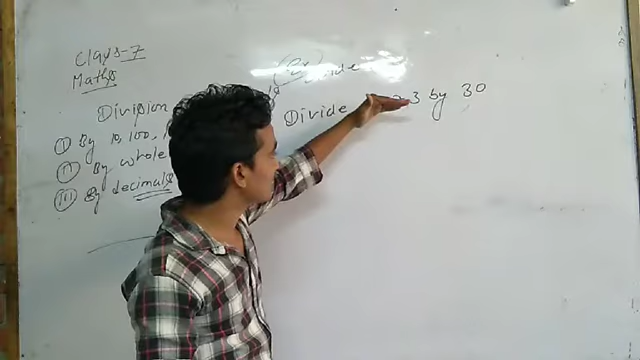 Class-7
Maths
Division
(i) By 10, 100,
(ii) By whole
(iii) By decimals
Divide 3 by 30